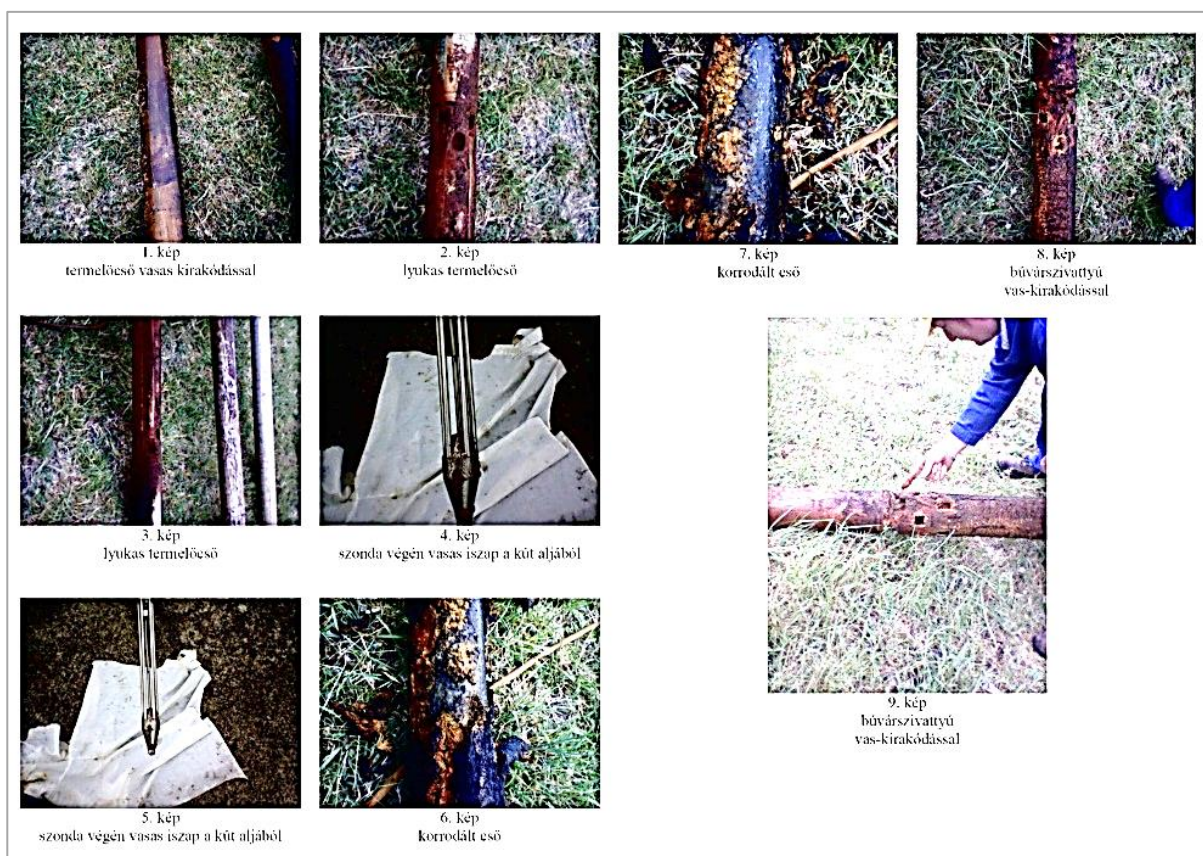 1. kép
termelőcső vasas kirakódással
2. kép
lyukas termelőcső
7. kép
korrodált cső
8. kép
búvárszivattyú
vas-kirakódással
3. kép
lyukas termelőcső
4. kép
szonda végén vasas iszap a kút aljából
9. kép
búvárszivattyú
vas-kirakódással
5. kép
szonda végén vasas iszap a kút aljából
6. kép
korrodált cső